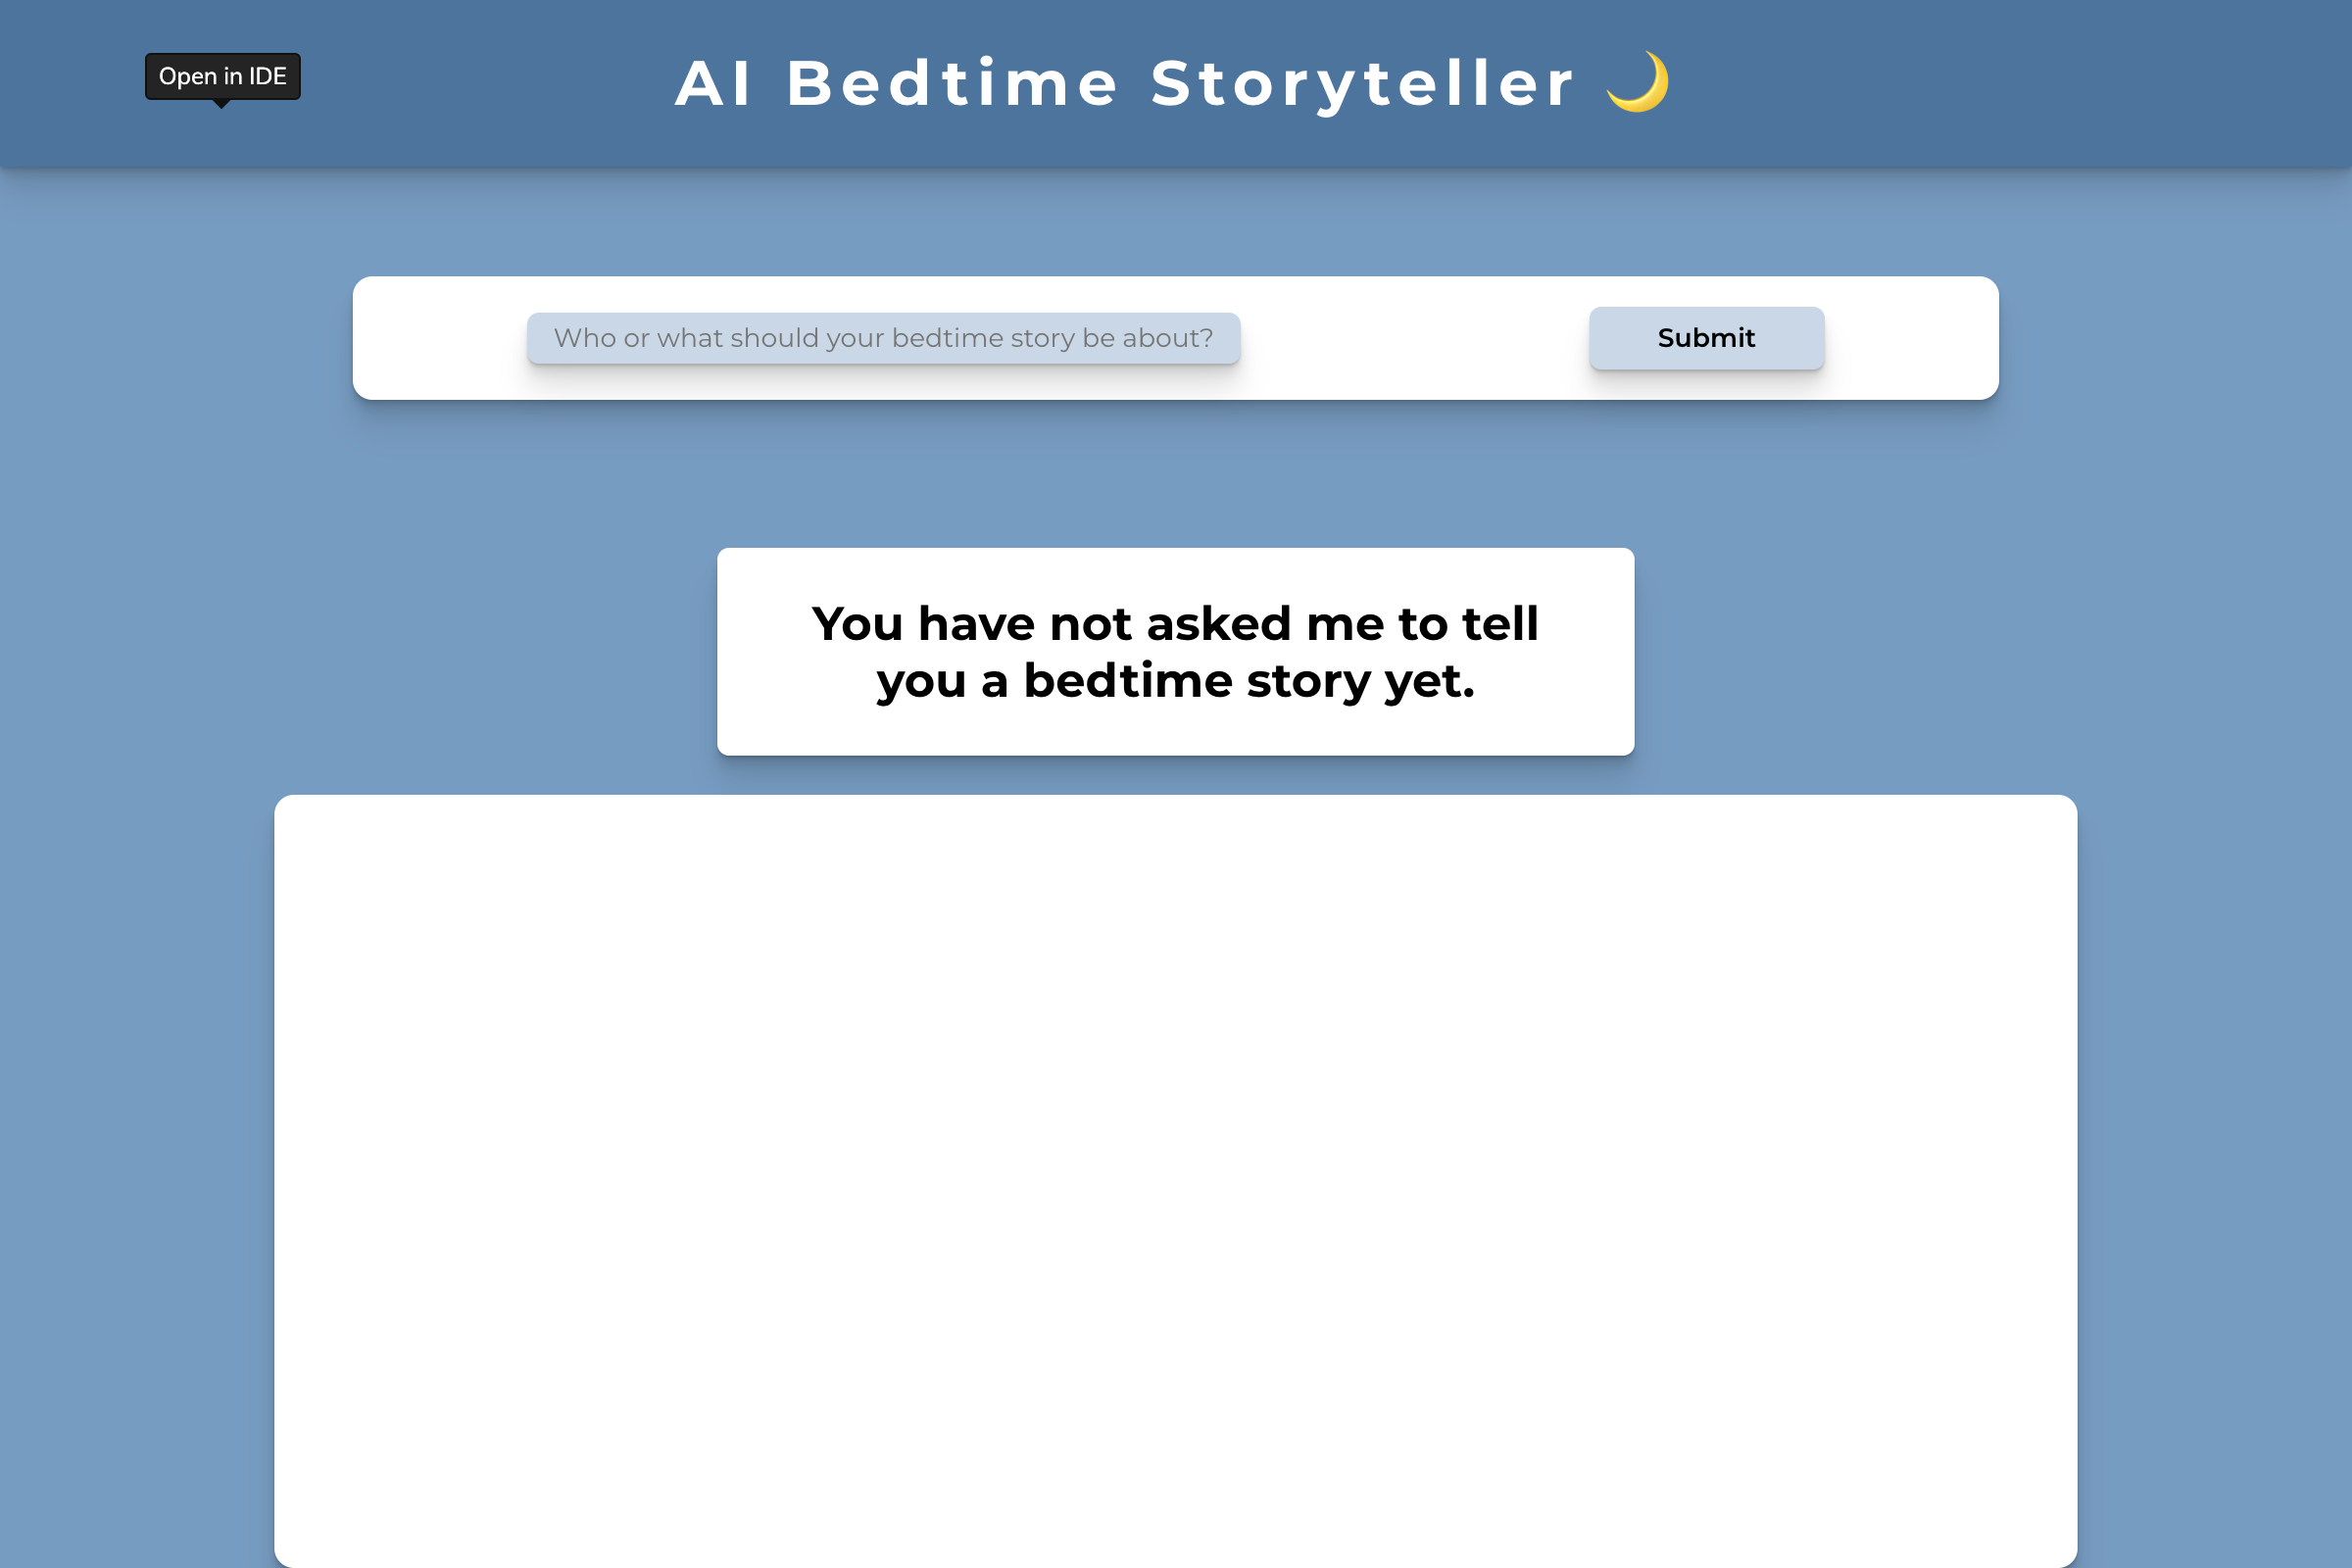 Open in IDE
AI Bedtime Storyteller 🌙
Who or what should your bedtime story be about?
Submit
You have not asked me to tell
you a bedtime story yet.